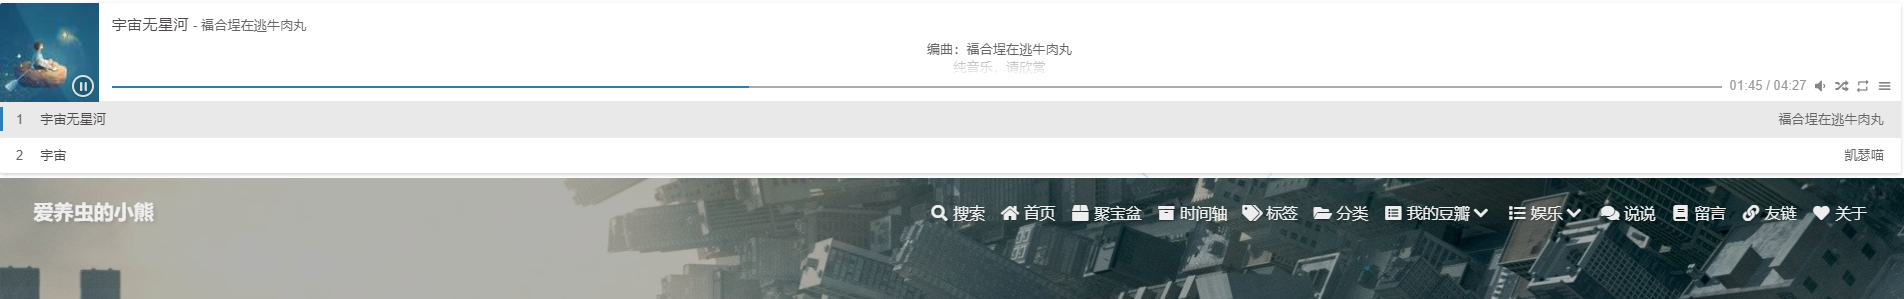 宇宙无星河 - 福合埕在逃牛肉丸
编曲：福合埕在逃牛肉丸
纯音乐，请欣赏
01:45 / 04:27
1 宇宙无星河 福合埕在逃牛肉丸
2 宇宙 凯瑟喵
爱养虫的小熊 搜索 首页 聚宝盆 时间轴 标签 分类 我的豆瓣 娱乐 说说 留言 友链 关于